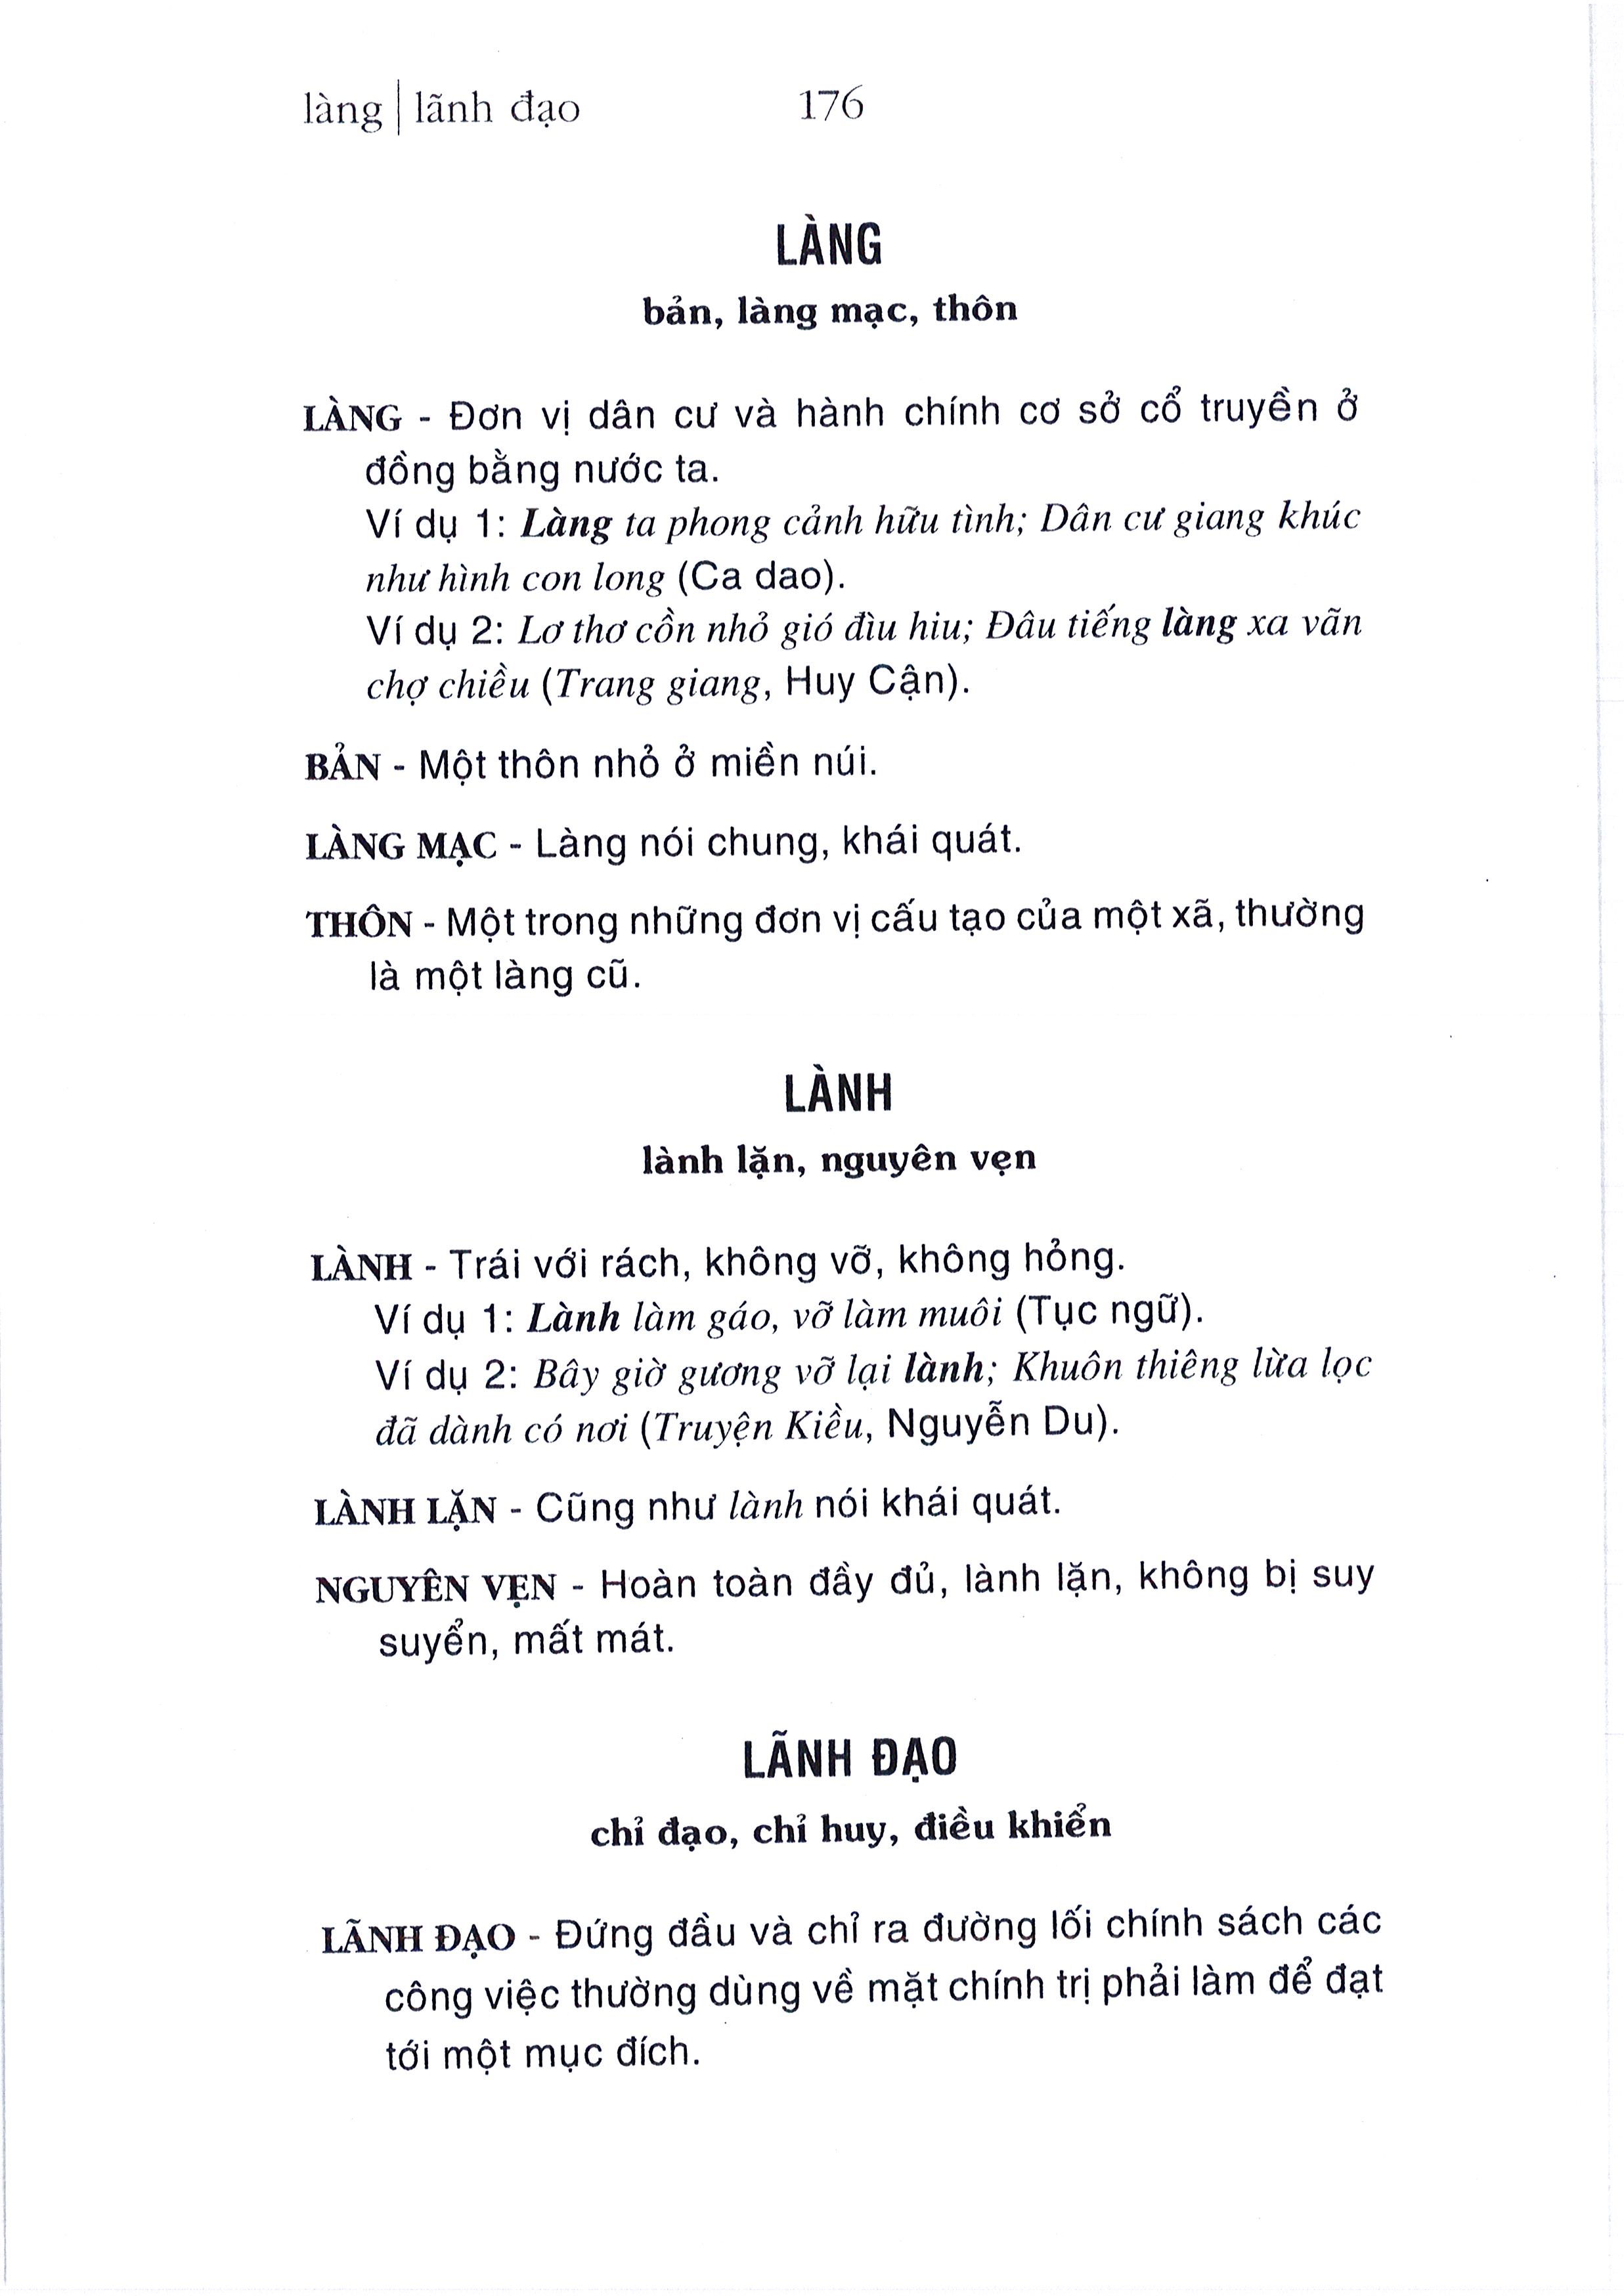 làng | lãnh đạo 176
LÀNG
bản, làng mạc, thôn
LÀNG - Đơn vị dân cư và hành chính cơ sở cổ truyền ở
đồng bằng nước ta.
Ví dụ 1: Làng ta phong cảnh hữu tình; Dân cư giang khúc
như hình con long (Ca dao).
Ví dụ 2: Lơ thơ cồn nhỏ gió đìu hiu; Đâu tiếng làng xa vãn
chợ chiều (Trang giang, Huy Cận).
BẢN - Một thôn nhỏ ở miền núi.
LÀNG MẠC - Làng nói chung, khái quát.
THÔN - Một trong những đơn vị cấu tạo của một xã, thường
là một làng cũ.
LÀNH
lành lặn, nguyên vẹn
LÀNH - Trái với rách, không vỡ, không hỏng.
Ví dụ 1: Lành làm gáo, vỡ làm muôi (Tục ngữ).
Ví dụ 2: Bây giờ gương vỡ lại lành; Khuôn thiêng lừa lọc
đã dành có nơi (Truyện Kiều, Nguyễn Du).
LÀNH LẶN - Cũng như lành nói khái quát.
NGUYÊN VẸN - Hoàn toàn đầy đủ, lành lặn, không bị suy
suyển, mất mát.
LÃNH ĐẠO
chỉ đạo, chỉ huy, điều khiển
LÃNH ĐẠO - Đứng đầu và chỉ ra đường lối chính sách các
công việc thường dùng về mặt chính trị phải làm để đạt
tới một mục đích.